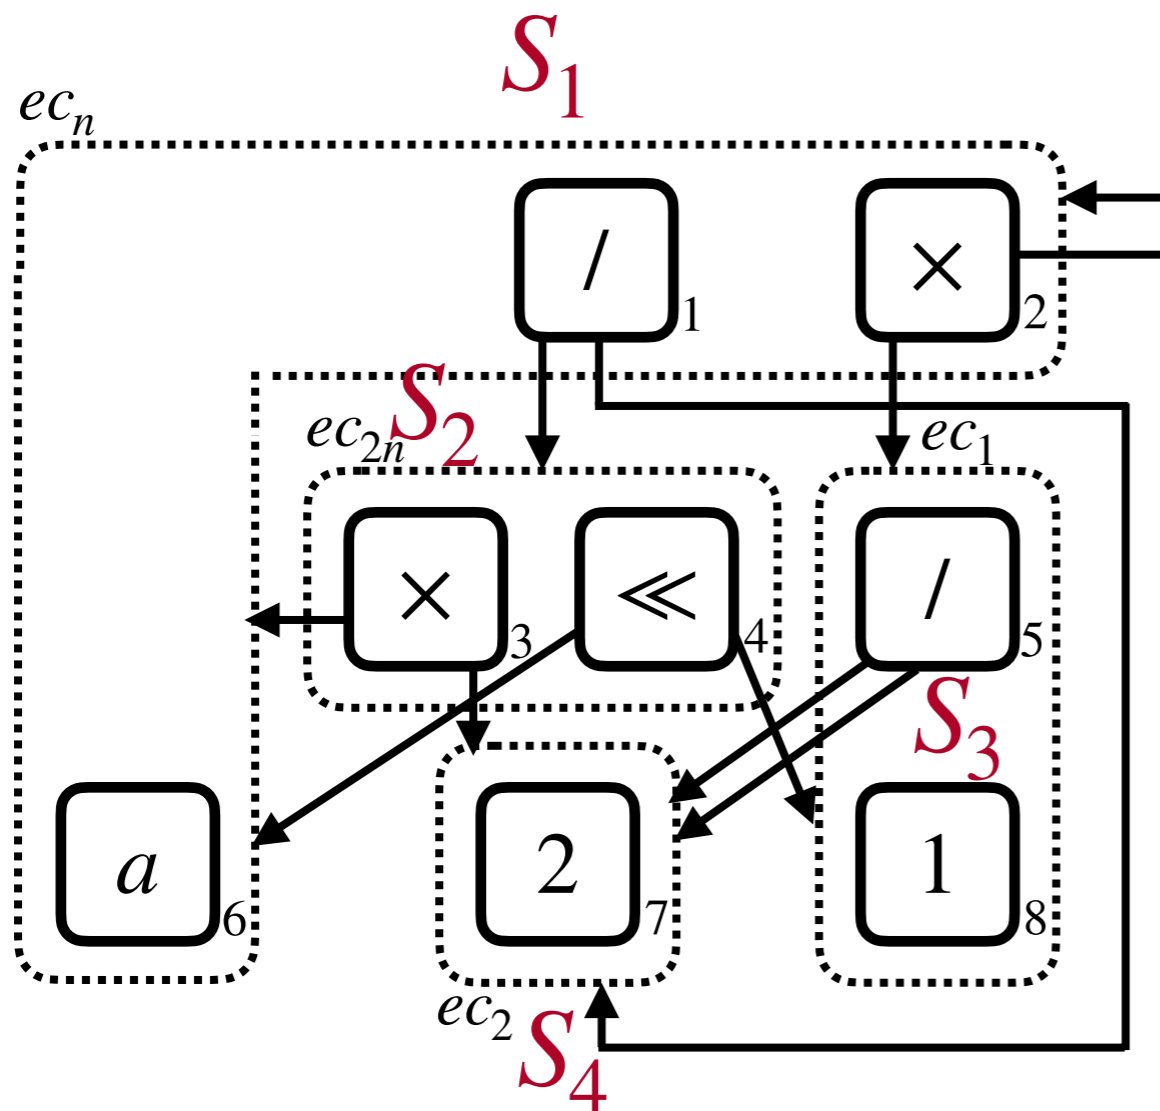 S₁
ecₙ
/ 1
× 2
S₂
ec₂ₙ
ec₁
× 3
≪ 4
/ 5
S₃
a 6
2 7
1 8
ec₂
S₄